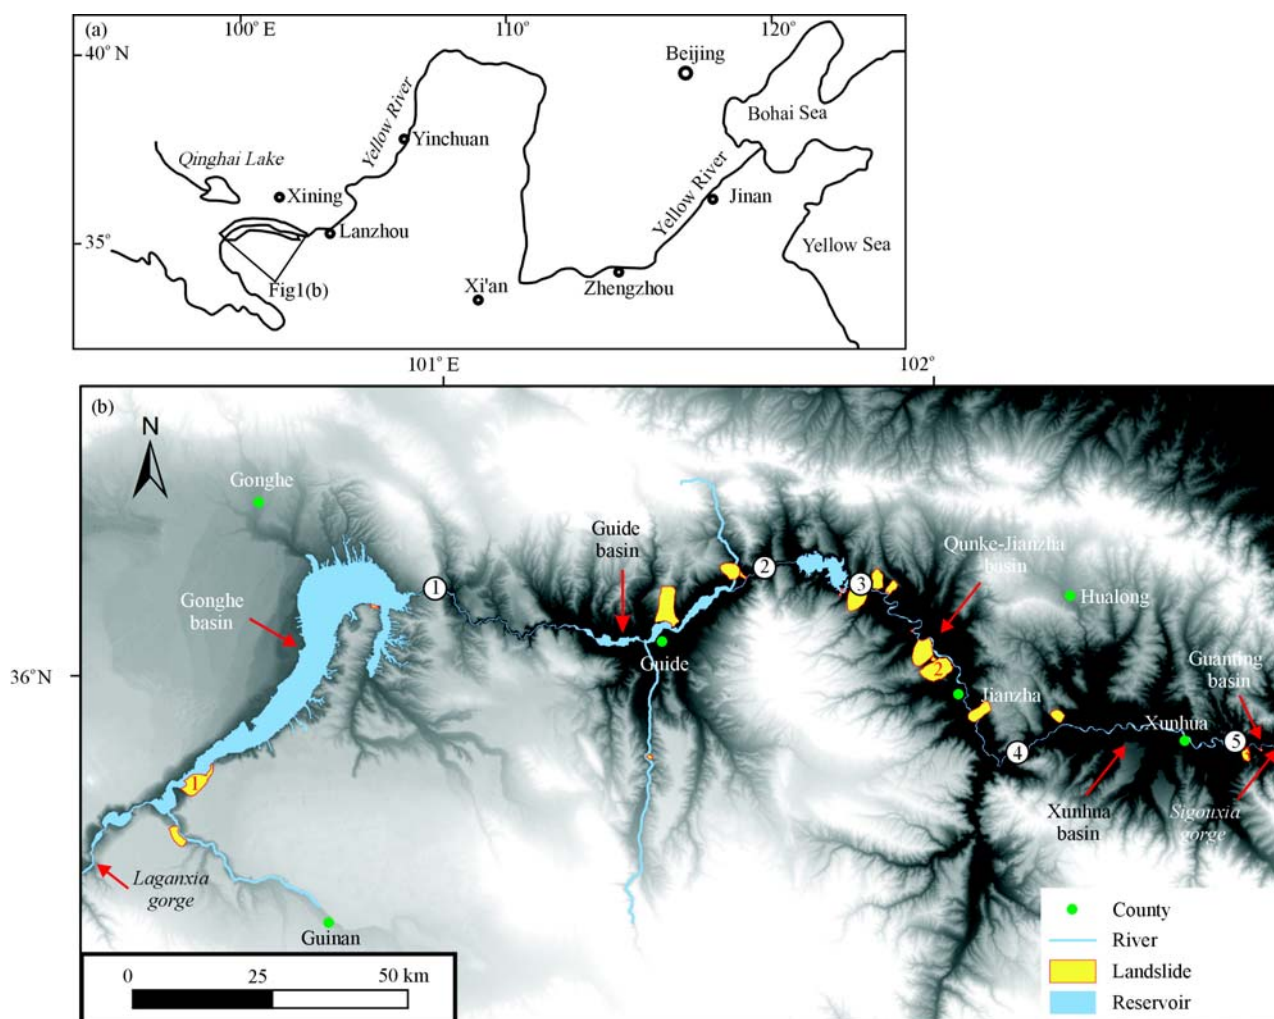 100° E
110°
120°
(a)
40° N
Beijing
Bohai Sea
Yellow River
Yinchuan
Qinghai Lake
Xining
Yellow River
Jinan
Lanzhou
35°
Yellow Sea
Fig1(b)
Xi'an
Zhengzhou
101° E
102°
(b)
N
Gonghe
Guide
basin
2
Qunke-Jianzha
basin
1
3
Hualong
Gonghe
basin
Guide
36° N
2
Guanting
basin
Jianzha
Xunhua
4
5
1
Xunhua
basin
Sigouxia
gorge
Laganxia
gorge
Guinan
County
River
Landslide
Reservoir
0
25
50 km